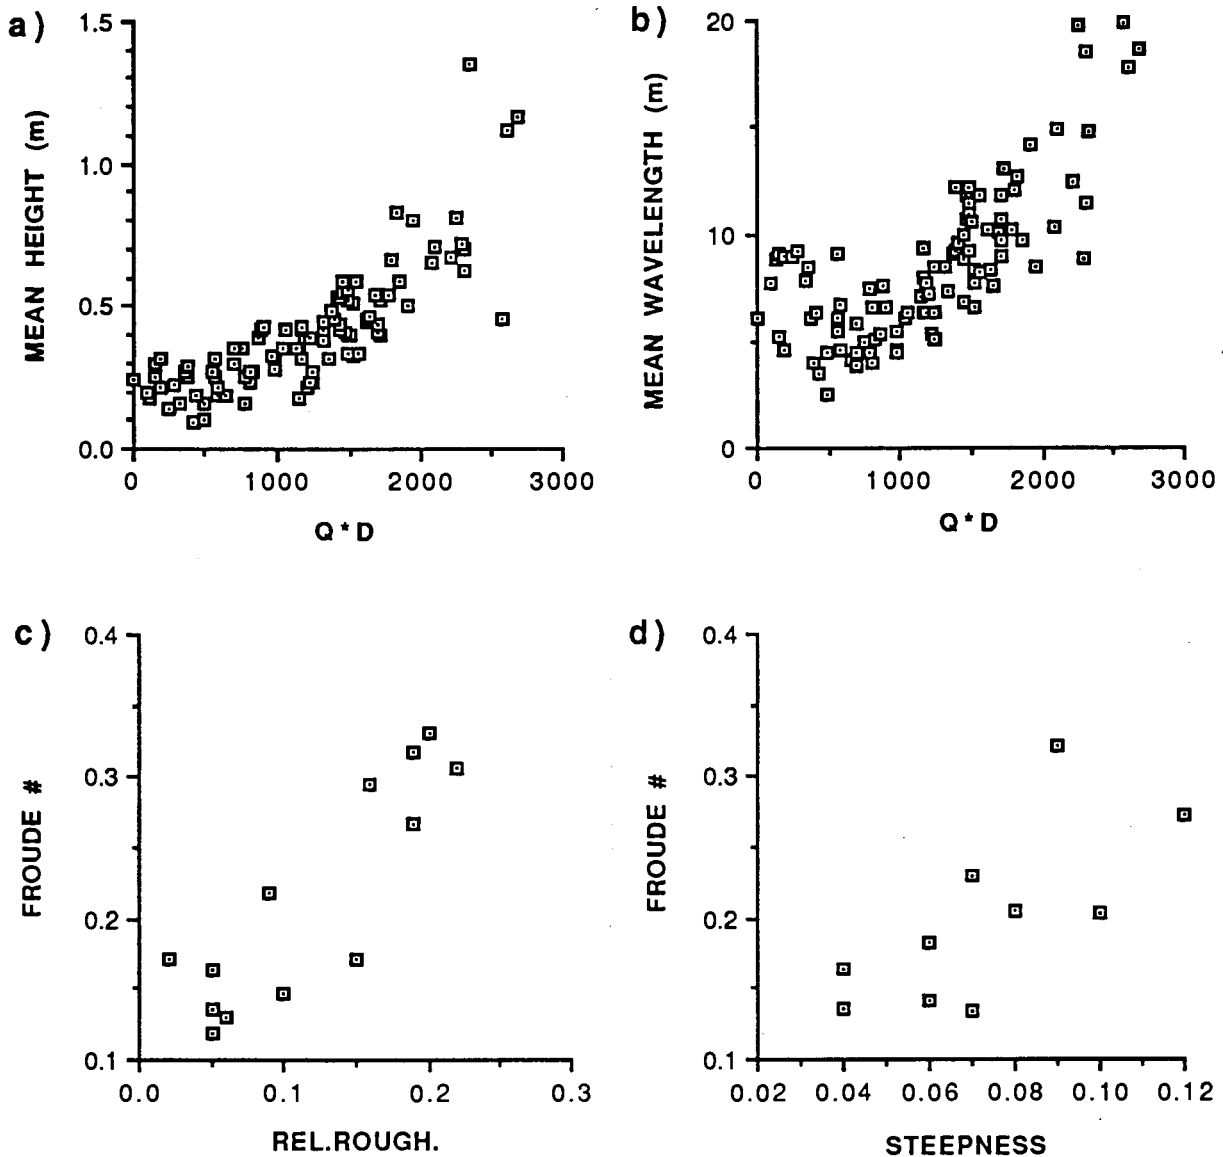 a)
1.5
1.0
0.5
0.0
MEAN HEIGHT (m)
0 1000 2000 3000
Q * D
b)
20
10
0
MEAN WAVELENGTH (m)
0 1000 2000 3000
Q * D
c)
0.4
0.3
0.2
0.1
FROUDE #
0.0 0.1 0.2 0.3
REL.ROUGH.
d)
0.4
0.3
0.2
0.1
FROUDE #
0.02 0.04 0.06 0.08 0.10 0.12
STEEPNESS